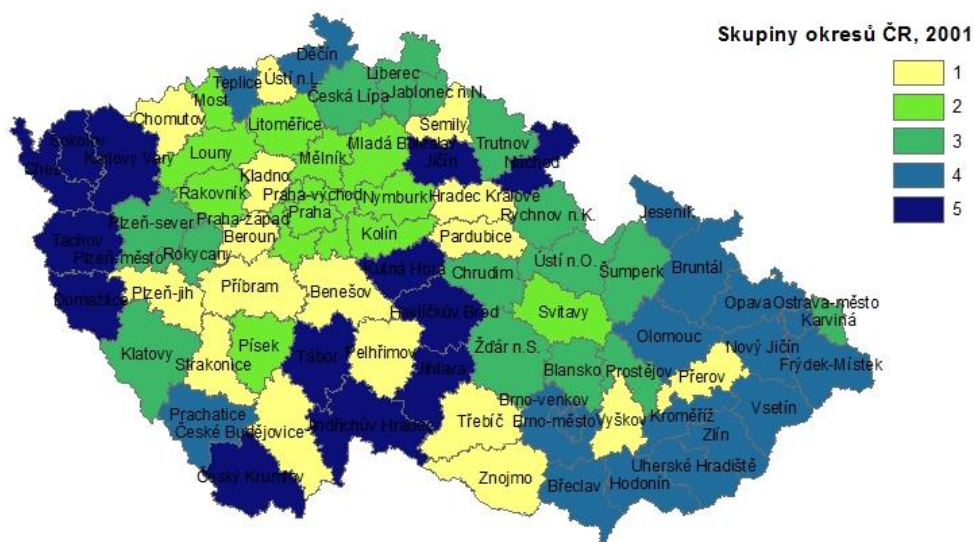 Skupiny okresů ČR, 2001
1
2
3
4
5
Děčín
Ústí n.L.
Teplice
Liberec
Most
Česká Lípa
Jablonec n.N.
Chomutov
Litoměřice
Semily
Sokolov
Mladá Boleslav
Trutnov
Karlovy Vary
Louny
Mělník
Jičín
Náchod
Cheb
Kladno
Rakovník
Praha-východ
Nymburk
Hradec Králové
Praha
Rychnov n.K.
Jeseník
Plzeň-sever
Praha-západ
Kolín
Beroun
Pardubice
Tachov
Plzeň-město
Rokycany
Ústí n.O.
Bruntál
Kutná Hora
Chrudim
Šumperk
Plzeň-jih
Příbram
Benešov
Opava
Ostrava-město
Domažlice
Havlíčkův Brod
Svitavy
Karviná
Olomouc
Klatovy
Písek
Tábor
Pelhřimov
Žďár n.S.
Nový Jičín
Strakonice
Jihlava
Blansko
Prostějov
Přerov
Frýdek-Místek
Prachatice
Brno-venkov
Vsetín
České Budějovice
Jindřichův Hradec
Třebíč
Brno-město
Vyškov
Kroměříž
Zlín
Český Krumlov
Znojmo
Břeclav
Hodonín
Uherské Hradiště